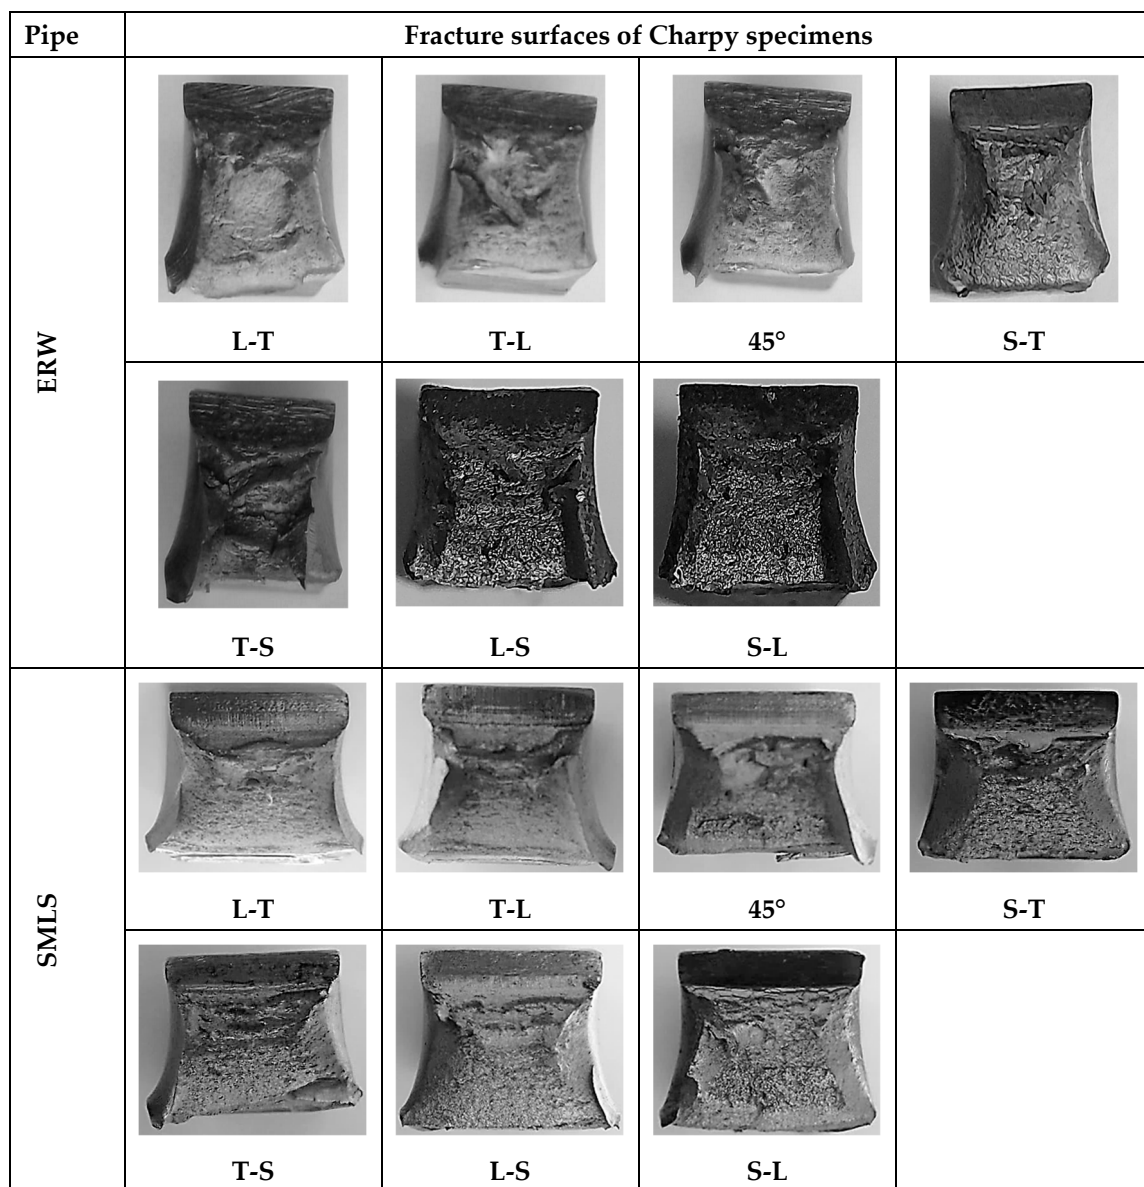 Pipe
Fracture surfaces of Charpy specimens
ERW
L-T
T-L
45°
S-T
T-S
L-S
S-L
SMLS
L-T
T-L
45°
S-T
T-S
L-S
S-L